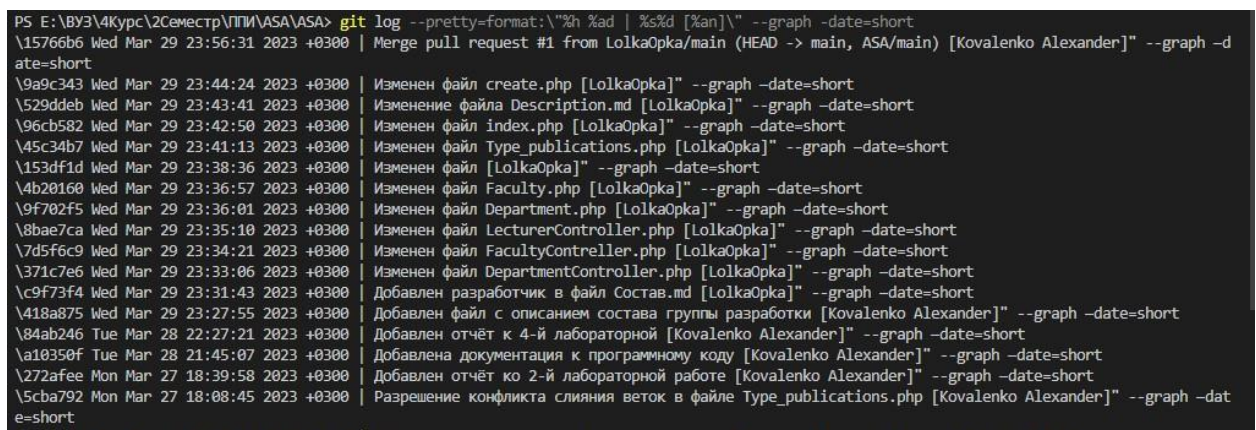 PS E:\ВУЗ\4Курс\2Семестр\ППИ\ASA\ASA> git log --pretty=format:\"%h %ad | %s%d [%an]\" --graph -date=short
\15766b6 Wed Mar 29 23:56:31 2023 +0300 | Merge pull request #1 from LolkaOpka/main (HEAD -> main, ASA/main) [Kovalenko Alexander]" --graph –d
ate=short
\9a9c343 Wed Mar 29 23:44:24 2023 +0300 | Изменен файл create.php [LolkaOpka]" --graph –date=short
\529ddeb Wed Mar 29 23:43:41 2023 +0300 | Изменение файла Description.md [LolkaOpka]" --graph –date=short
\96cb582 Wed Mar 29 23:42:50 2023 +0300 | Изменен файл index.php [LolkaOpka]" --graph –date=short
\45c34b7 Wed Mar 29 23:41:13 2023 +0300 | Изменен файл Type_publications.php [LolkaOpka]" --graph –date=short
\153df1d Wed Mar 29 23:38:36 2023 +0300 | Изменен файл [LolkaOpka]" --graph –date=short
\4b20160 Wed Mar 29 23:36:57 2023 +0300 | Изменен файл Faculty.php [LolkaOpka]" --graph –date=short
\9f702f5 Wed Mar 29 23:36:01 2023 +0300 | Изменен файл Department.php [LolkaOpka]" --graph –date=short
\8bae7ca Wed Mar 29 23:35:10 2023 +0300 | Изменен файл LecturerController.php [LolkaOpka]" --graph –date=short
\7d5f6c9 Wed Mar 29 23:34:21 2023 +0300 | Изменен файл FacultyContreller.php [LolkaOpka]" --graph –date=short
\371c7e6 Wed Mar 29 23:33:06 2023 +0300 | Изменен файл DepartmentController.php [LolkaOpka]" --graph –date=short
\c9f73f4 Wed Mar 29 23:31:43 2023 +0300 | Добавлен разработчик в файл Состав.md [LolkaOpka]" --graph –date=short
\418a875 Wed Mar 29 23:27:55 2023 +0300 | Добавлен файл с описанием состава группы разработки [Kovalenko Alexander]" --graph –date=short
\84ab246 Tue Mar 28 22:27:21 2023 +0300 | Добавлен отчёт к 4-й лабораторной [Kovalenko Alexander]" --graph –date=short
\a10350f Tue Mar 28 21:45:07 2023 +0300 | Добавлена документация к программному коду [Kovalenko Alexander]" --graph –date=short
\272afee Mon Mar 27 18:39:58 2023 +0300 | Добавлен отчёт ко 2-й лабораторной работе [Kovalenko Alexander]" --graph –date=short
\5cba792 Mon Mar 27 18:08:45 2023 +0300 | Разрешение конфликта слияния веток в файле Type_publications.php [Kovalenko Alexander]" --graph –dat
e=short